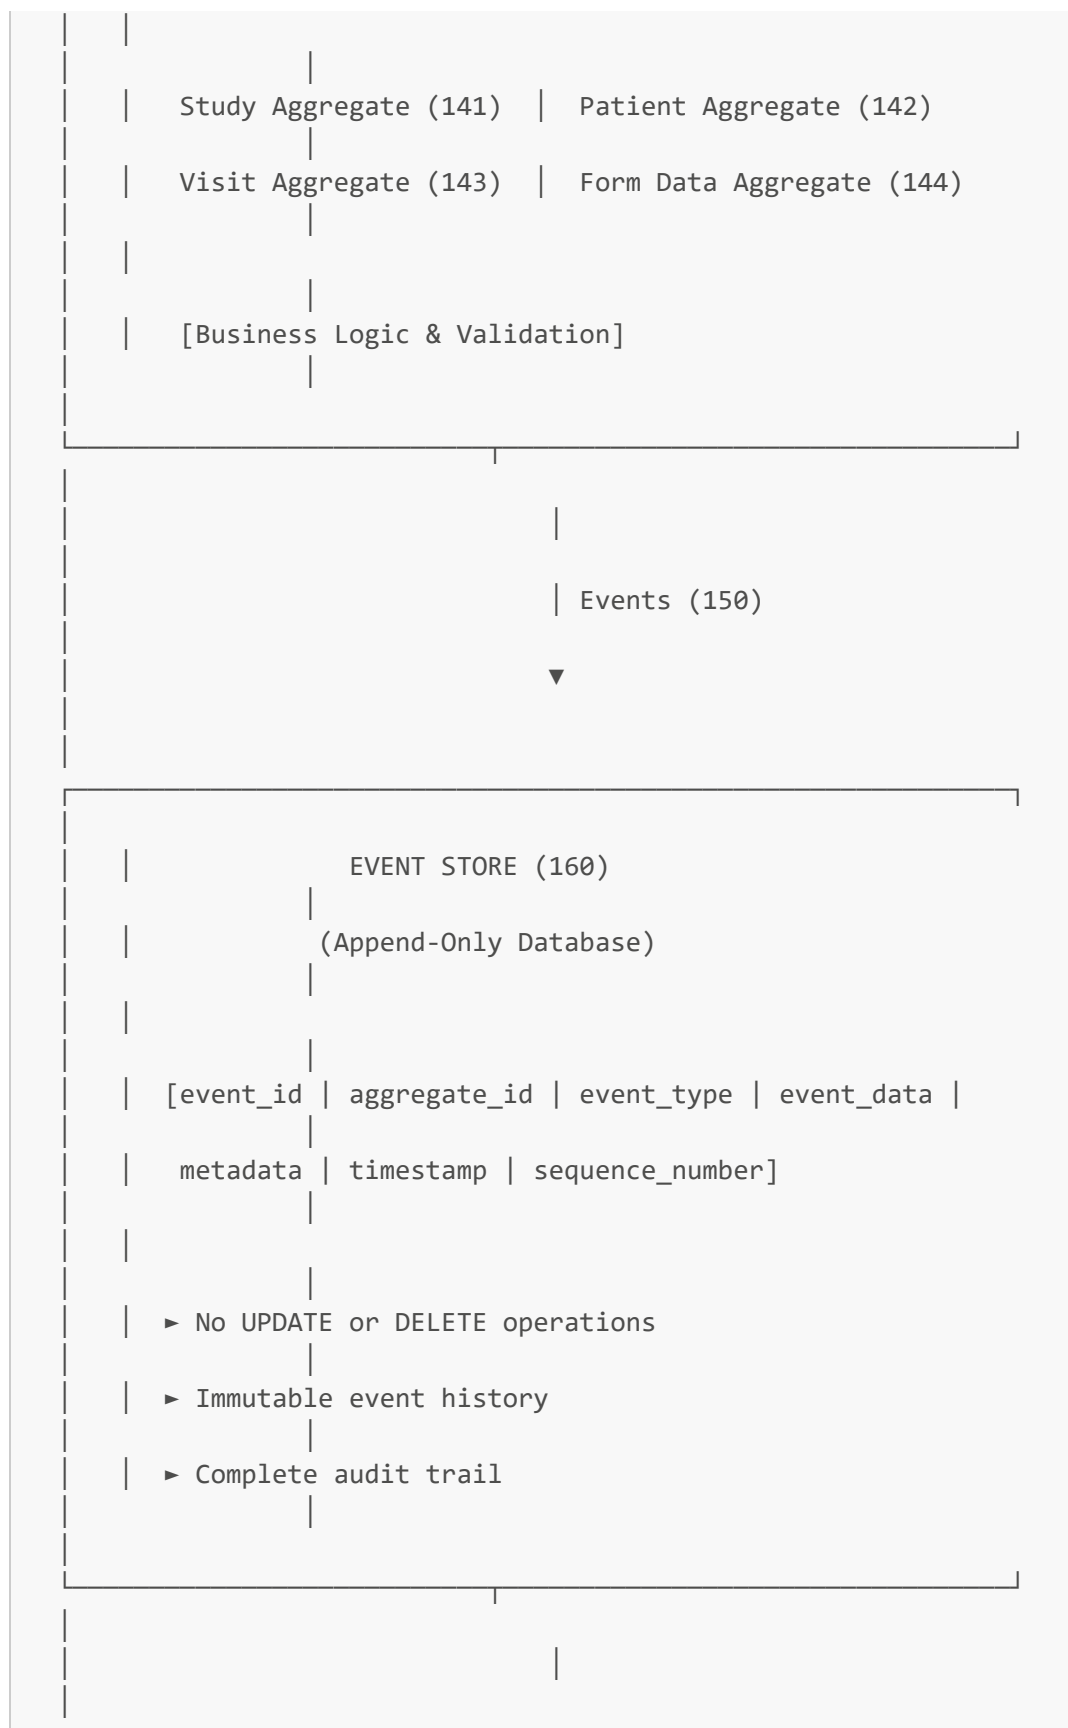 Study Aggregate (141) │ Patient Aggregate (142)
Visit Aggregate (143) │ Form Data Aggregate (144)
[Business Logic & Validation]
Events (150)
▼
EVENT STORE (160)
(Append-Only Database)
[event_id | aggregate_id | event_type | event_data |
metadata | timestamp | sequence_number]
► No UPDATE or DELETE operations
► Immutable event history
► Complete audit trail